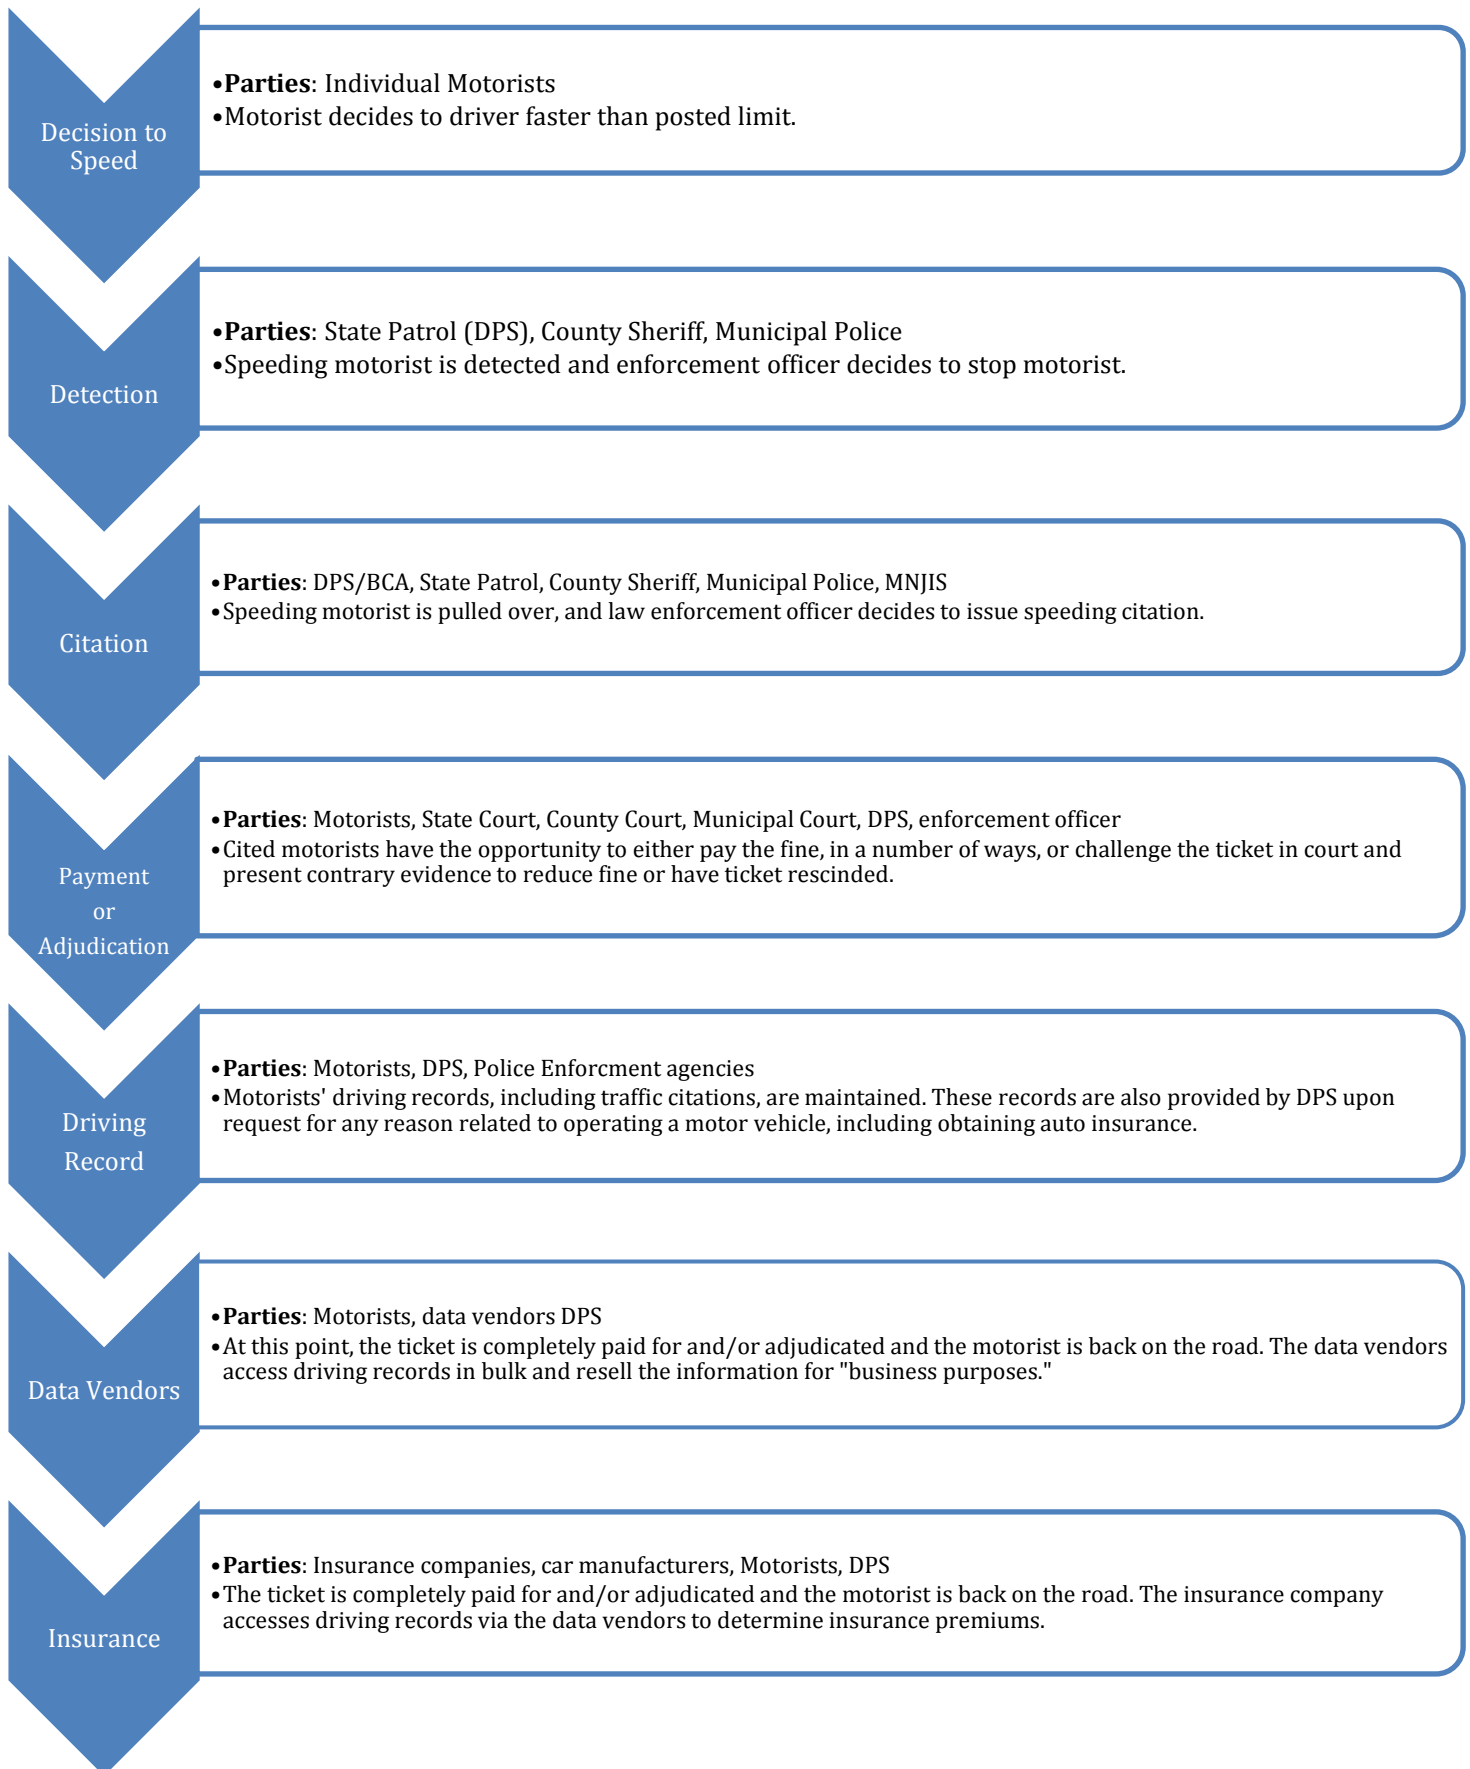 Decision to
Speed
•Parties: Individual Motorists
•Motorist decides to driver faster than posted limit.
Detection
•Parties: State Patrol (DPS), County Sheriff, Municipal Police
•Speeding motorist is detected and enforcement officer decides to stop motorist.
Citation
•Parties: DPS/BCA, State Patrol, County Sheriff, Municipal Police, MNJIS
•Speeding motorist is pulled over, and law enforcement officer decides to issue speeding citation.
Payment
or
Adjudication
•Parties: Motorists, State Court, County Court, Municipal Court, DPS, enforcement officer
•Cited motorists have the opportunity to either pay the fine, in a number of ways, or challenge the ticket in court and
present contrary evidence to reduce fine or have ticket rescinded.
Driving
Record
•Parties: Motorists, DPS, Police Enforcment agencies
•Motorists' driving records, including traffic citations, are maintained. These records are also provided by DPS upon
request for any reason related to operating a motor vehicle, including obtaining auto insurance.
Data Vendors
•Parties: Motorists, data vendors DPS
•At this point, the ticket is completely paid for and/or adjudicated and the motorist is back on the road. The data vendors
access driving records in bulk and resell the information for "business purposes."
Insurance
•Parties: Insurance companies, car manufacturers, Motorists, DPS
•The ticket is completely paid for and/or adjudicated and the motorist is back on the road. The insurance company
accesses driving records via the data vendors to determine insurance premiums.